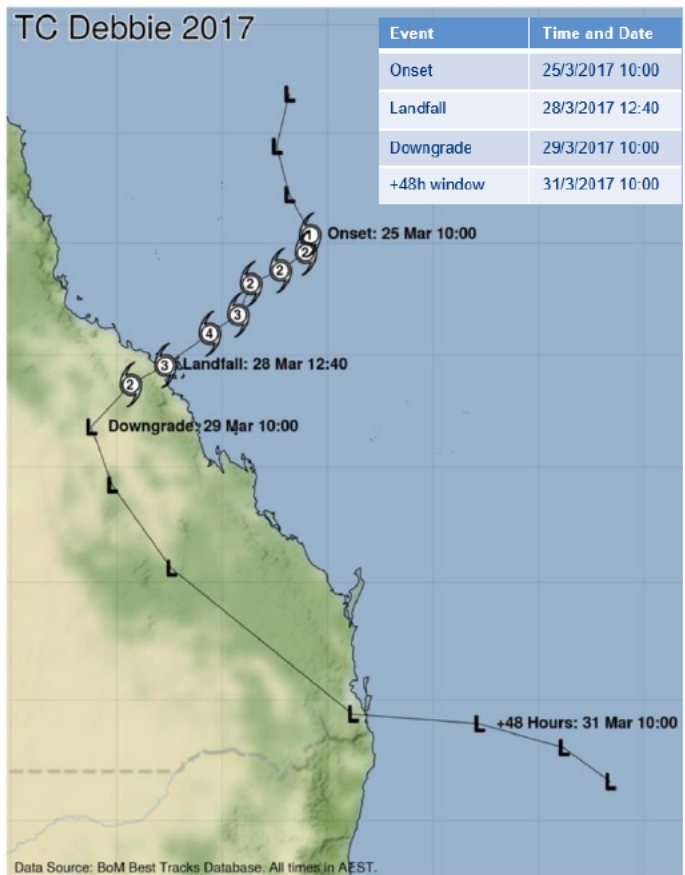 TC Debbie 2017
Event Time and Date
Onset 25/3/2017 10:00
Landfall 28/3/2017 12:40
Downgrade 29/3/2017 10:00
+48h window 31/3/2017 10:00
L
L
L
1 Onset: 25 Mar 10:00
2
2
2
3
4
3 Landfall: 28 Mar 12:40
2
L Downgrade: 29 Mar 10:00
L
L
L
L +48 Hours: 31 Mar 10:00
L
L
Data Source: BoM Best Tracks Database. All times in AEST.